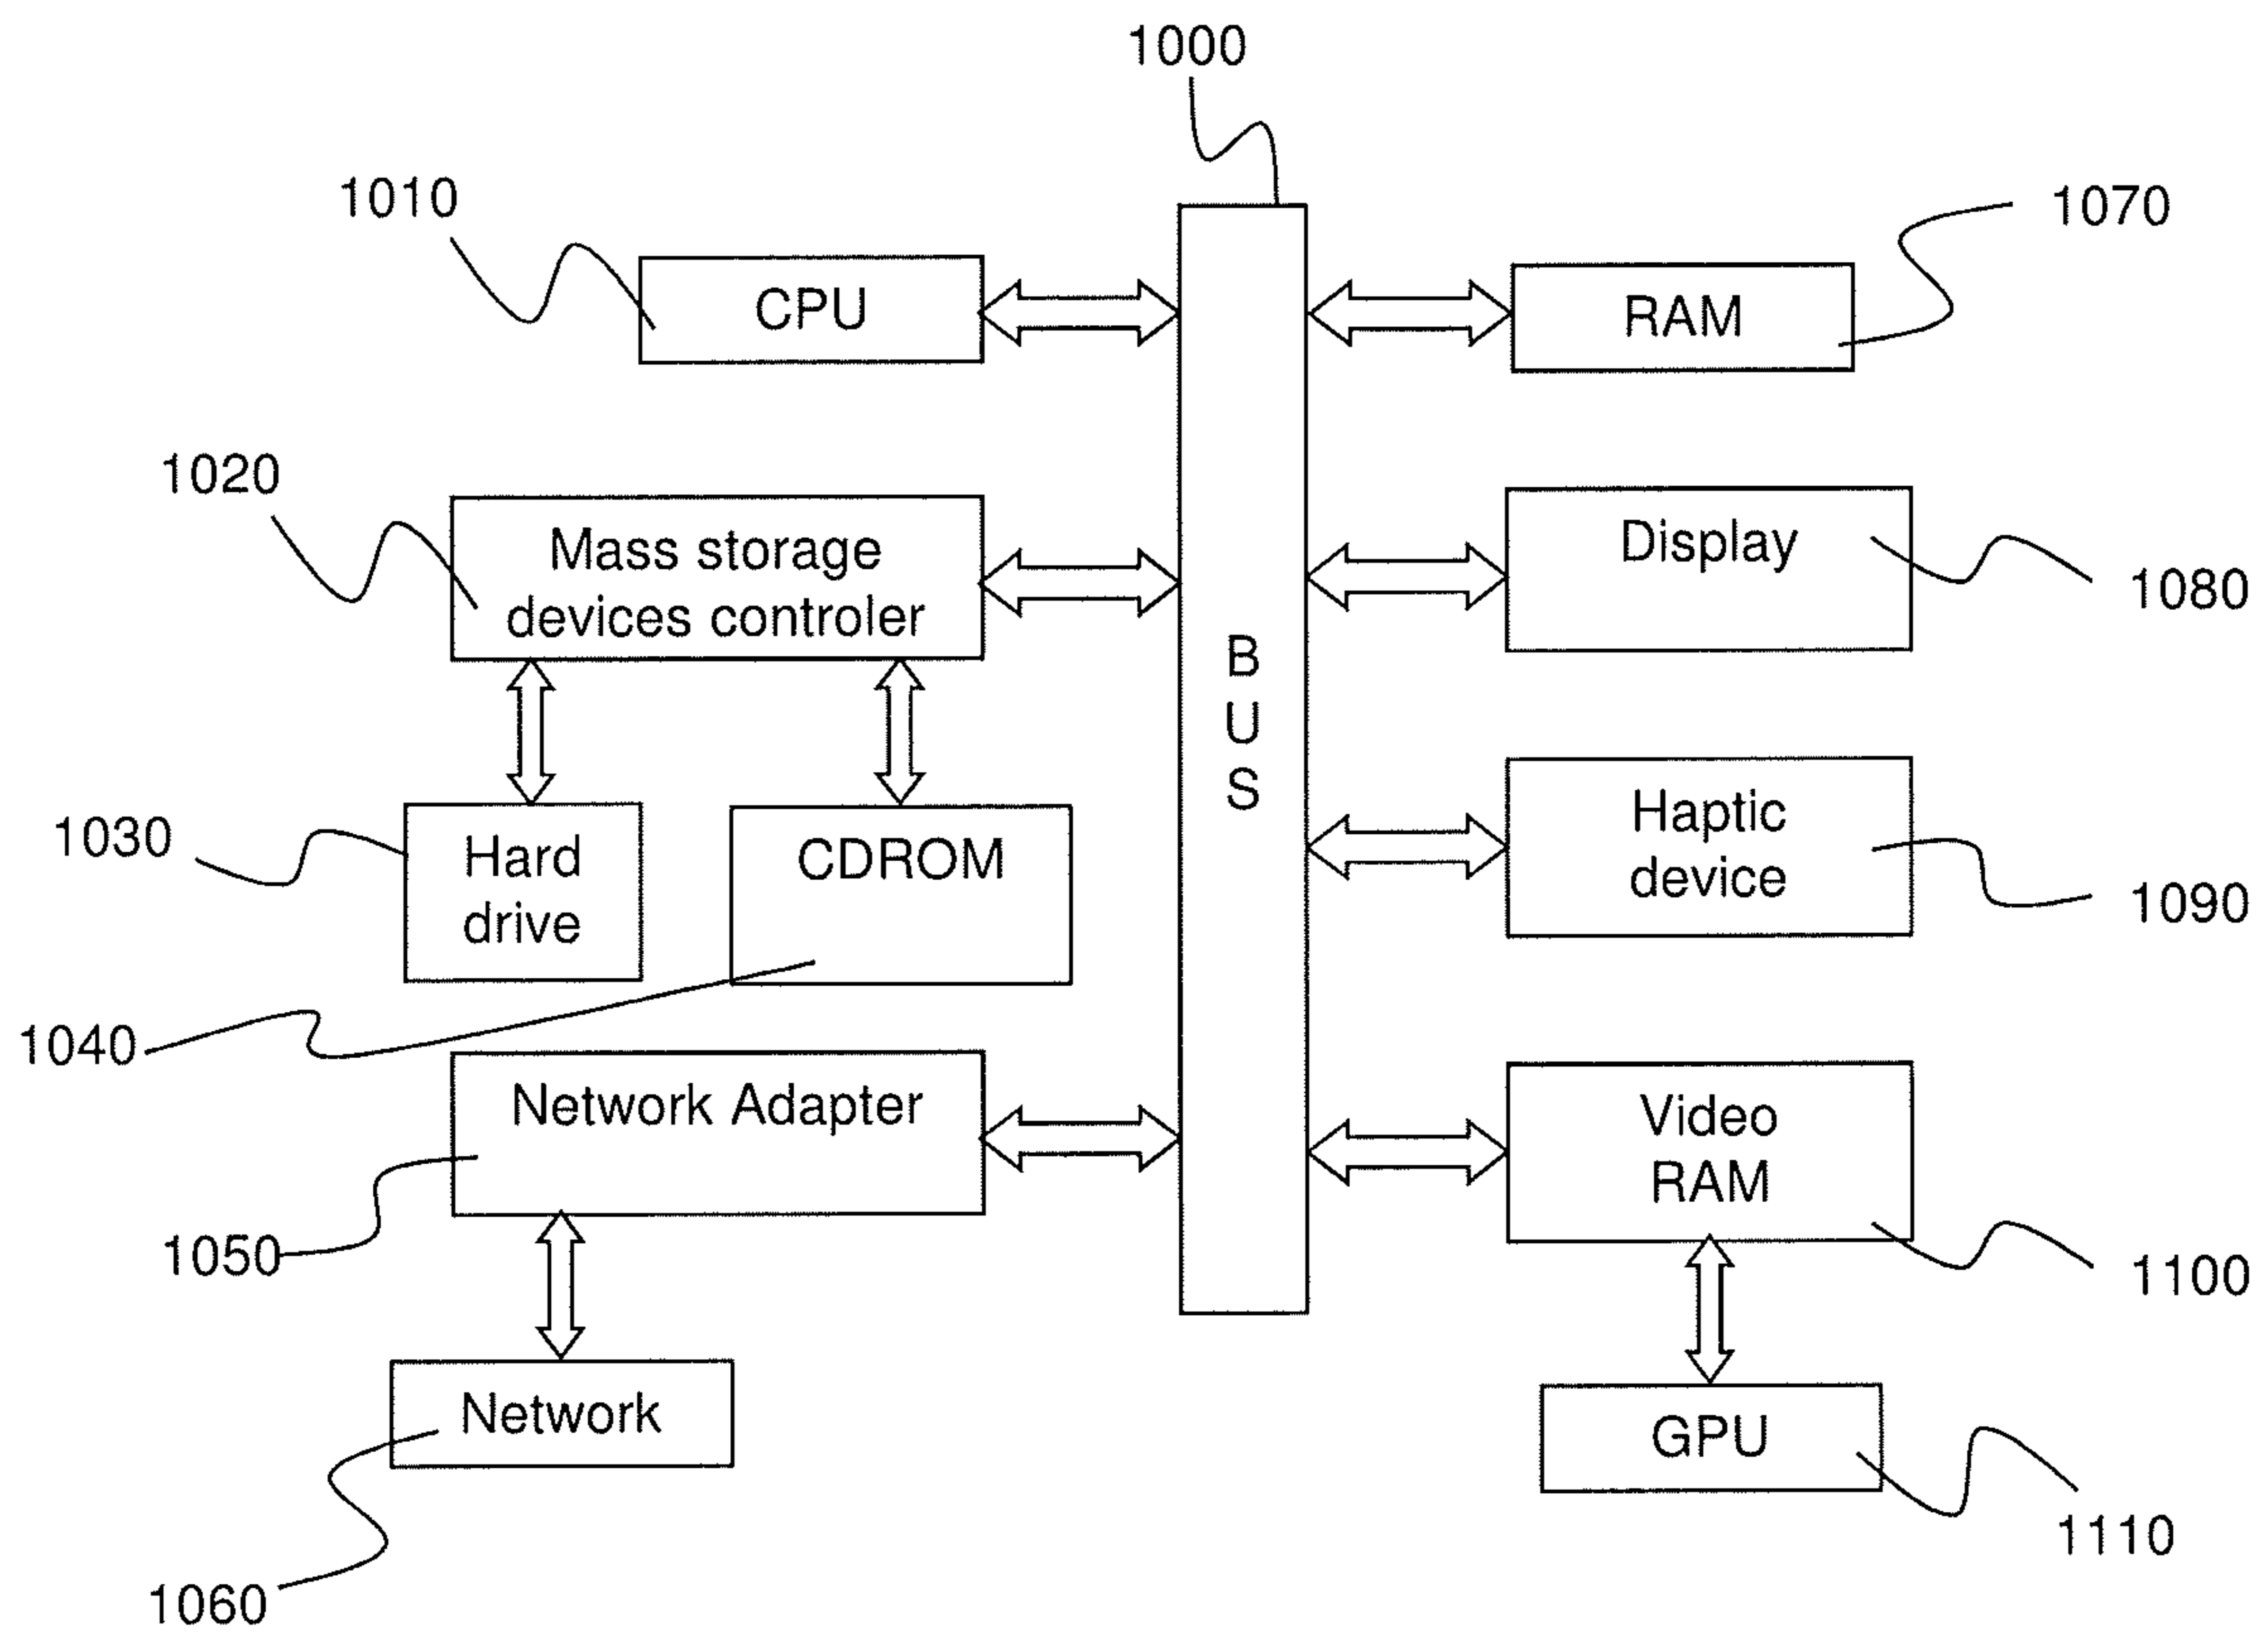 1000
1010
1070
CPU
RAM
1020
Mass storage
devices controler
Display
1080
B
U
S
1030
Hard
drive
CDROM
Haptic
device
1090
1040
Network Adapter
Video
RAM
1050
1100
Network
GPU
1110
1060